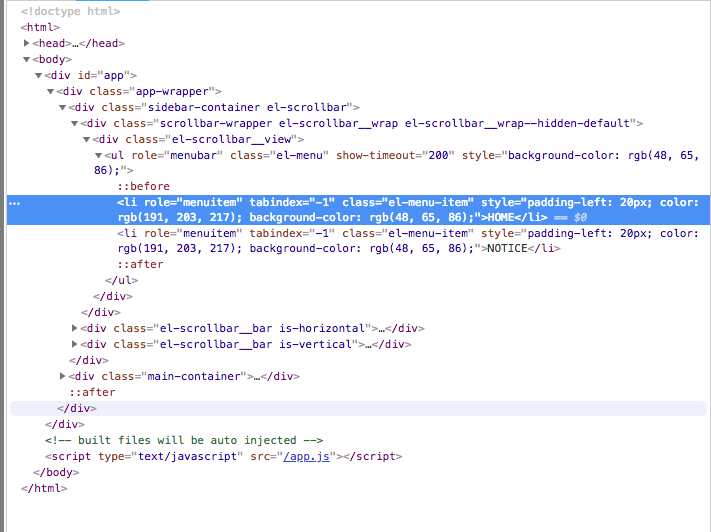 <!doctype html>
<html>
<head>…</head>
<body>
<div id="app">
<div class="app-wrapper">
<div class="sidebar-container el-scrollbar">
<div class="scrollbar-wrapper el-scrollbar__wrap el-scrollbar__wrap--hidden-default">
<div class="el-scrollbar__view">
<ul role="menubar" class="el-menu" show-timeout="200" style="background-color: rgb(48, 65,
86);">
::before
<li role="menuitem" tabindex="-1" class="el-menu-item" style="padding-left: 20px; color:
rgb(191, 203, 217); background-color: rgb(48, 65, 86);">HOME</li> == $0
<li role="menuitem" tabindex="-1" class="el-menu-item" style="padding-left: 20px; color:
rgb(191, 203, 217); background-color: rgb(48, 65, 86);">NOTICE</li>
::after
</ul>
</div>
</div>
<div class="el-scrollbar__bar is-horizontal">…</div>
<div class="el-scrollbar__bar is-vertical">…</div>
</div>
<div class="main-container">…</div>
::after
</div>
</div>
<!-- built files will be auto injected -->
<script type="text/javascript" src="/app.js"></script>
</body>
</html>